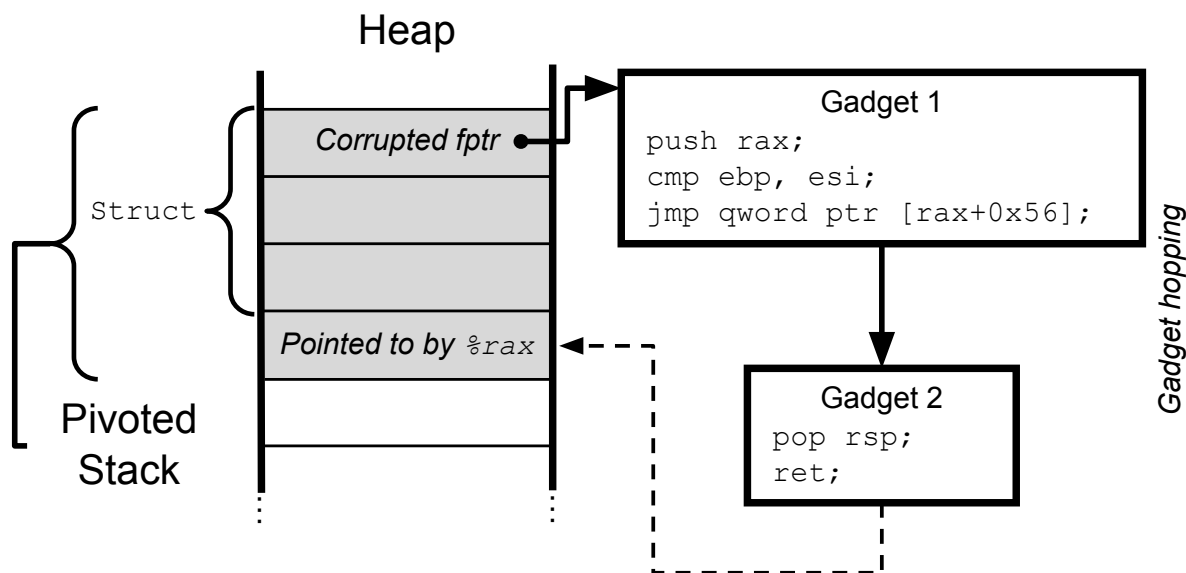 Heap
Corrupted fptr
Struct
Pointed to by %rax
Pivoted
Stack
Gadget 1
push rax;
cmp ebp, esi;
jmp qword ptr [rax+0x56];
Gadget 2
pop rsp;
ret;
Gadget hopping